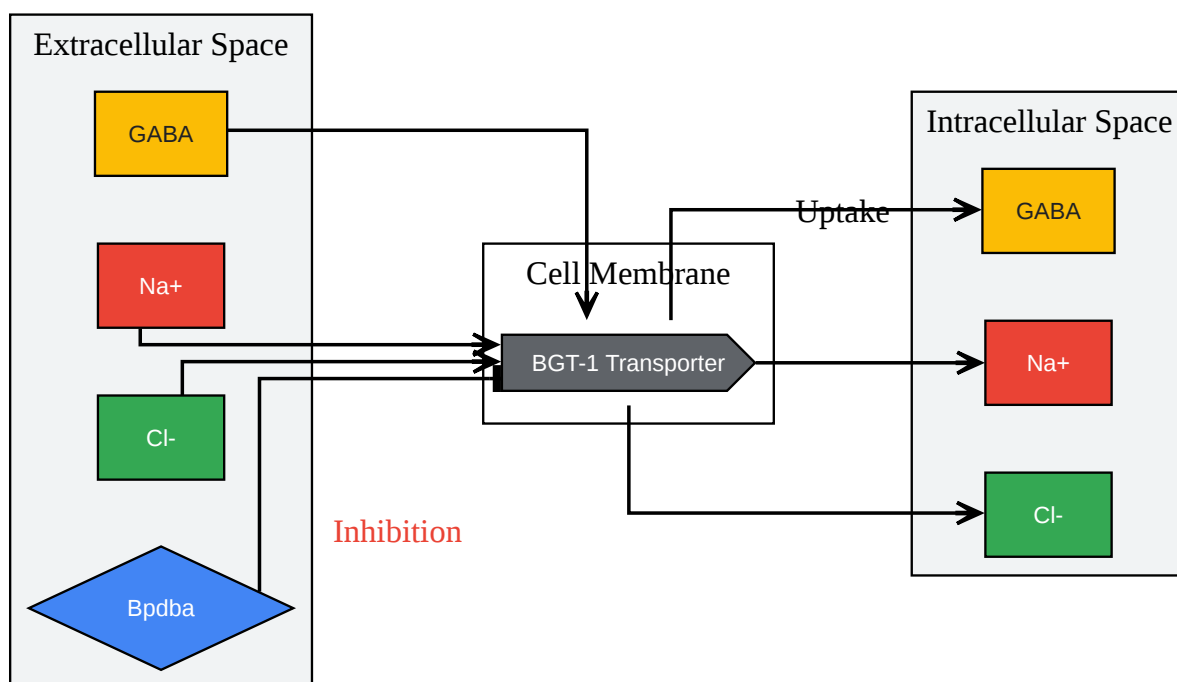 Extracellular Space
GABA
Na+
Cl-
Bpdba
Inhibition
Cell Membrane
BGT-1 Transporter
Uptake
Intracellular Space
GABA
Na+
Cl-